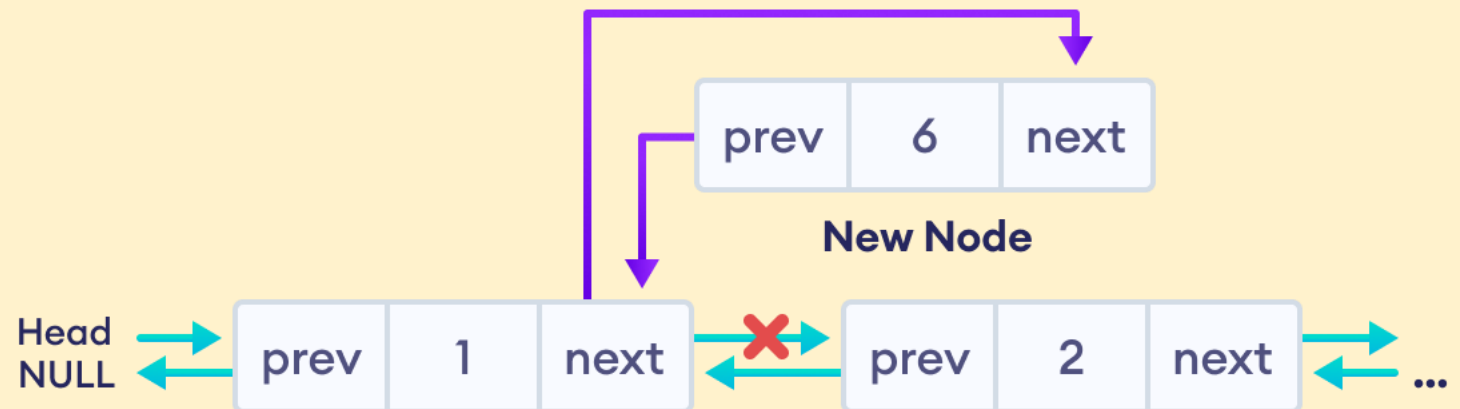 prev 6 next
New Node
Head
NULL
prev 1 next
prev 2 next
...